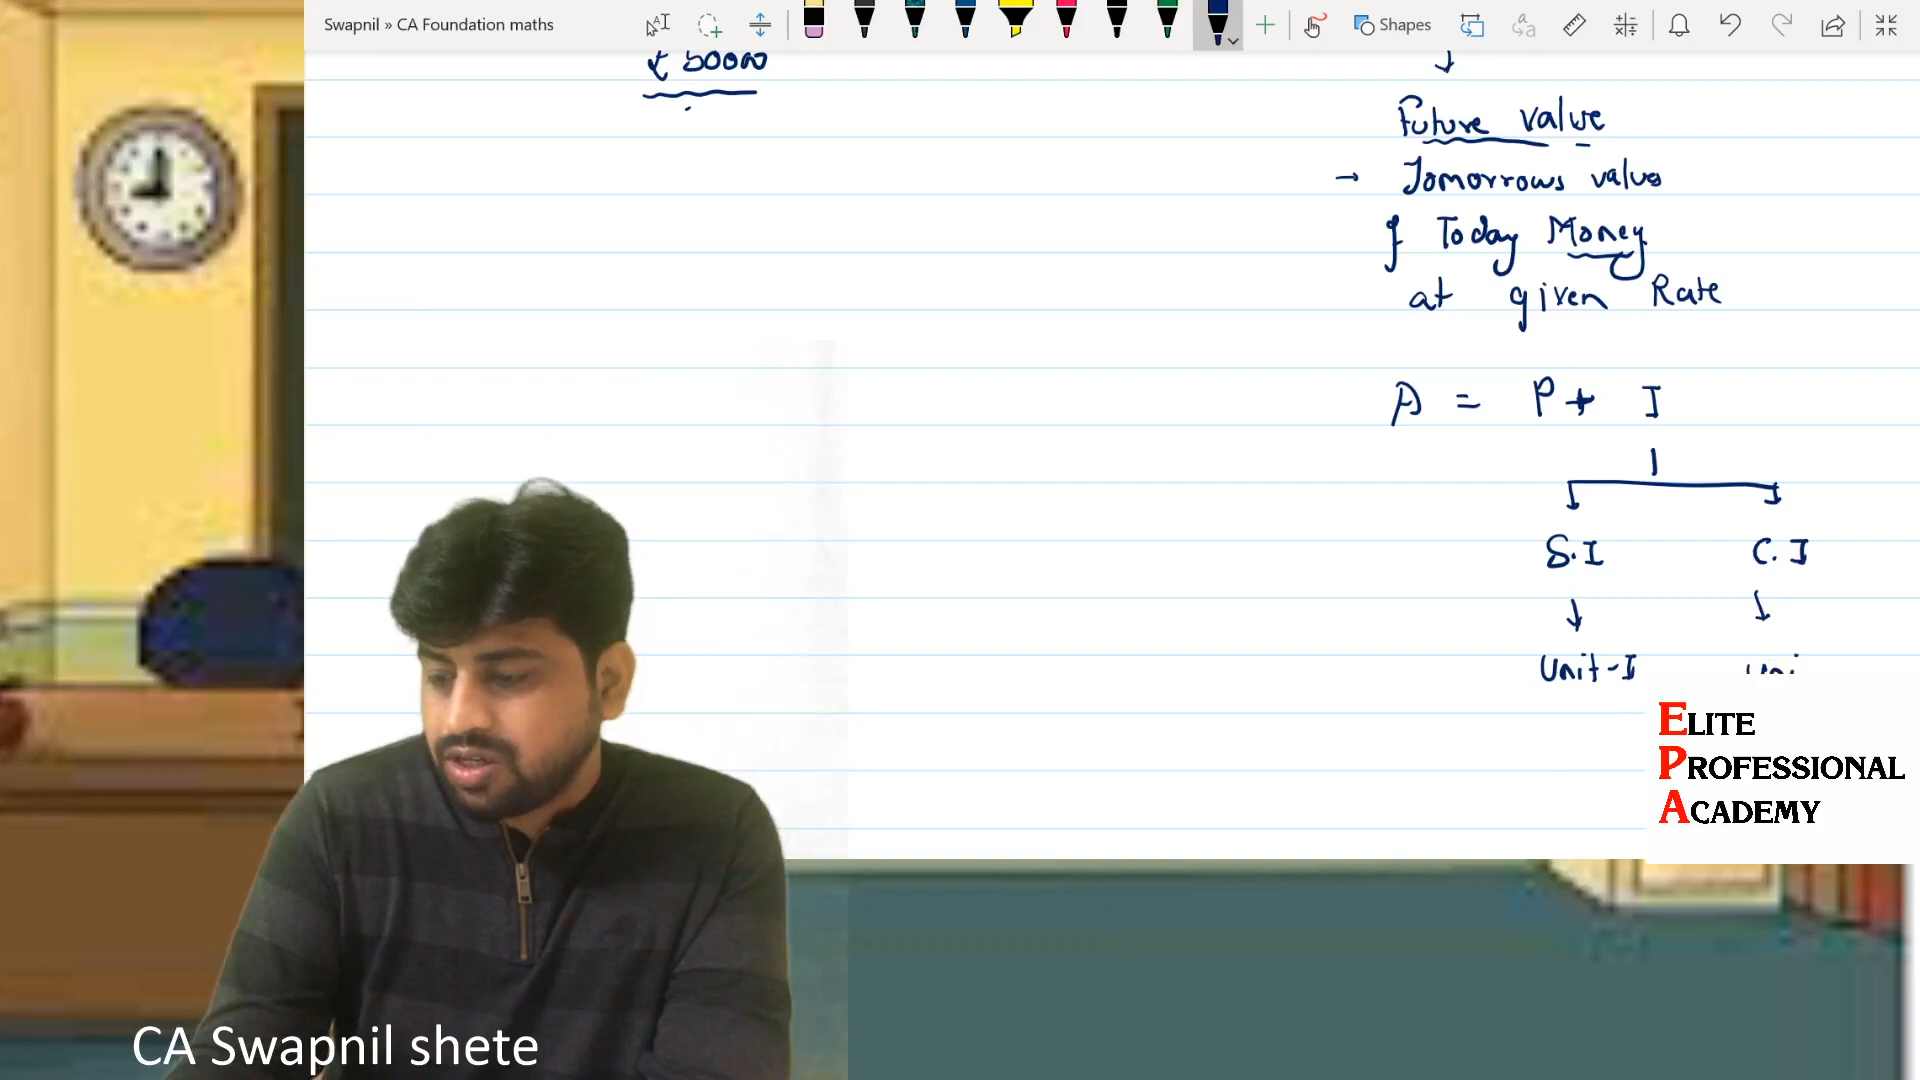 Swapnil » CA Foundation maths
Shapes
Future value
→ Tomorrows value
of Today Money
at given Rate
A = P + I
S.I C.I
Unit-I
ELITE
PROFESSIONAL
ACADEMY
CA Swapnil shete